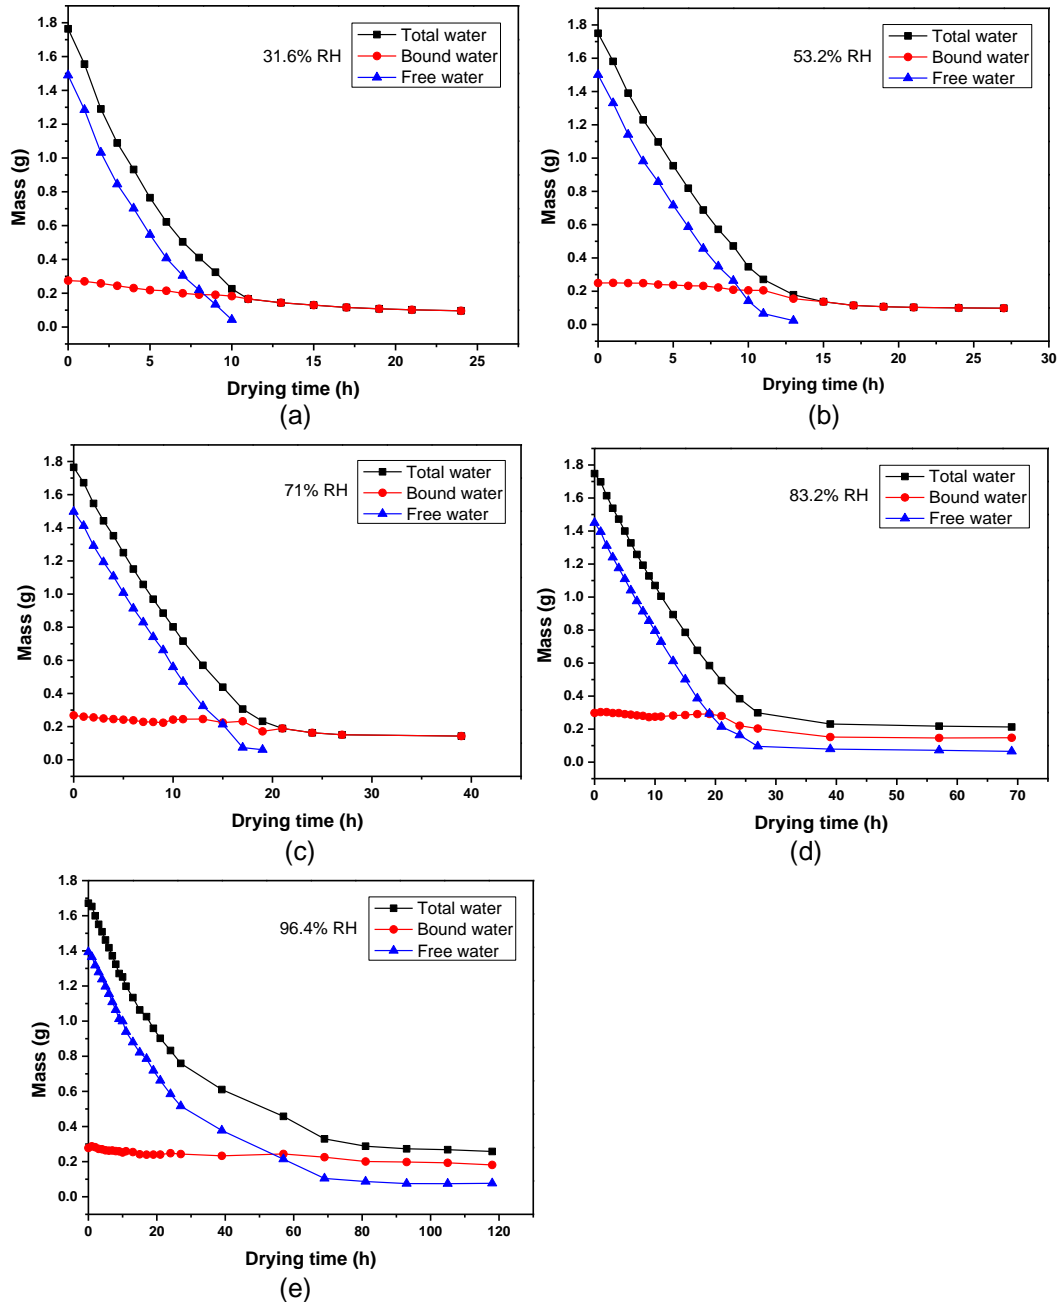 1.8
1.6
1.4
1.2
1.0
0.8
0.6
0.4
0.2
0.0
Mass (g)
31.6% RH
Total water
Bound water
Free water
0 5 10 15 20 25
Drying time (h)
(a)
1.8
1.6
1.4
1.2
1.0
0.8
0.6
0.4
0.2
0.0
Mass (g)
53.2% RH
Total water
Bound water
Free water
0 5 10 15 20 25 30
Drying time (h)
(b)
1.8
1.6
1.4
1.2
1.0
0.8
0.6
0.4
0.2
0.0
Mass (g)
71% RH
Total water
Bound water
Free water
0 10 20 30 40
Drying time (h)
(c)
1.8
1.6
1.4
1.2
1.0
0.8
0.6
0.4
0.2
0.0
Mass (g)
83.2% RH
Total water
Bound water
Free water
0 10 20 30 40 50 60 70
Drying time (h)
(d)
1.8
1.6
1.4
1.2
1.0
0.8
0.6
0.4
0.2
0.0
Mass (g)
96.4% RH
Total water
Bound water
Free water
0 20 40 60 80 100 120
Drying time (h)
(e)